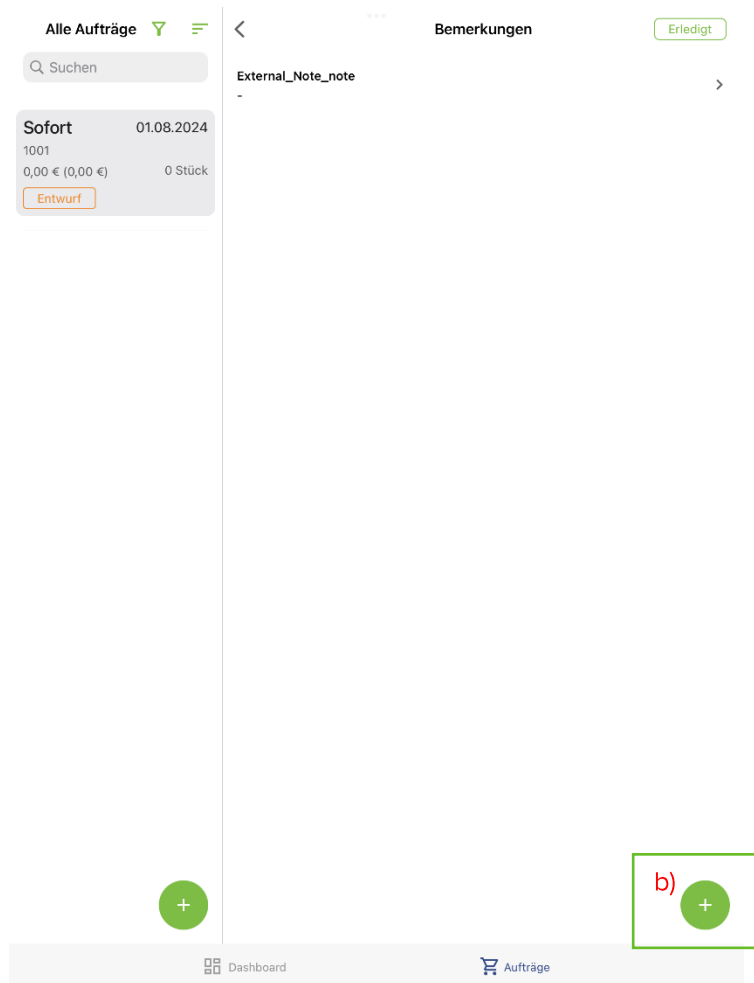 Alle Aufträge
Suchen
Sofort 01.08.2024
1001
0,00 € (0,00 €) 0 Stück
Entwurf
Bemerkungen
Erledigt
External_Note_note
-
b)
+
+
Dashboard
Aufträge